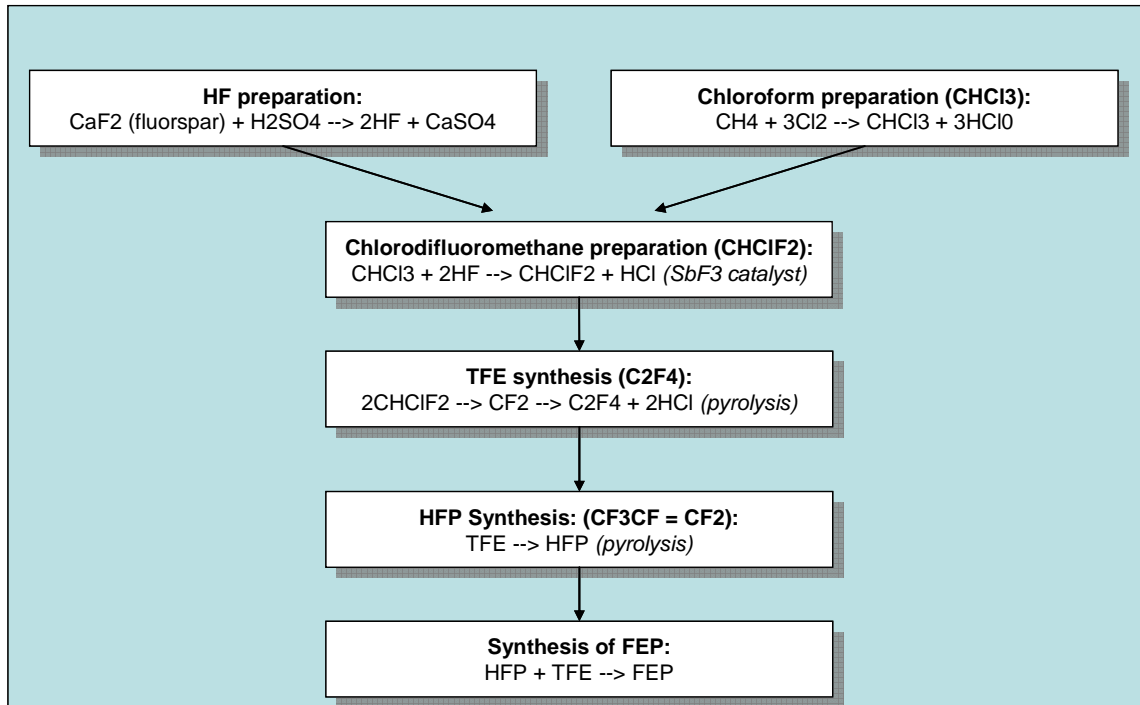 HF preparation:
CaF2 (fluorspar) + H2SO4 --> 2HF + CaSO4
Chloroform preparation (CHCl3):
CH4 + 3Cl2 --> CHCl3 + 3HCl0
Chlorodifluoromethane preparation (CHClF2):
CHCl3 + 2HF --> CHClF2 + HCl (SbF3 catalyst)
TFE synthesis (C2F4):
2CHClF2 --> CF2 --> C2F4 + 2HCl (pyrolysis)
HFP Synthesis: (CF3CF = CF2):
TFE --> HFP (pyrolysis)
Synthesis of FEP:
HFP + TFE --> FEP